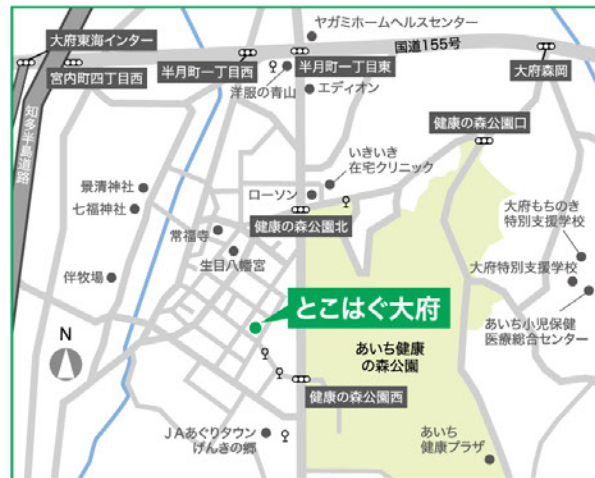 ヤガミホームヘルスセンター
大府東海インター
国道155号
宮内町四丁目西
半月町一丁目西
半月町一丁目東
大府森岡
洋服の青山
エディオン
知多半島道路
健康の森公園口
いきいき
在宅クリニック
景清神社
ローソン
七福神社
健康の森公園北
常福寺
大府もちのき
特別支援学校
生目八幡宮
伴牧場
大府特別支援学校
とこはぐ大府
あいち小児保健
医療総合センター
N
あいち健康
の森公園
健康の森公園西
JAあぐりタウン
げんきの郷
あいち
健康プラザ